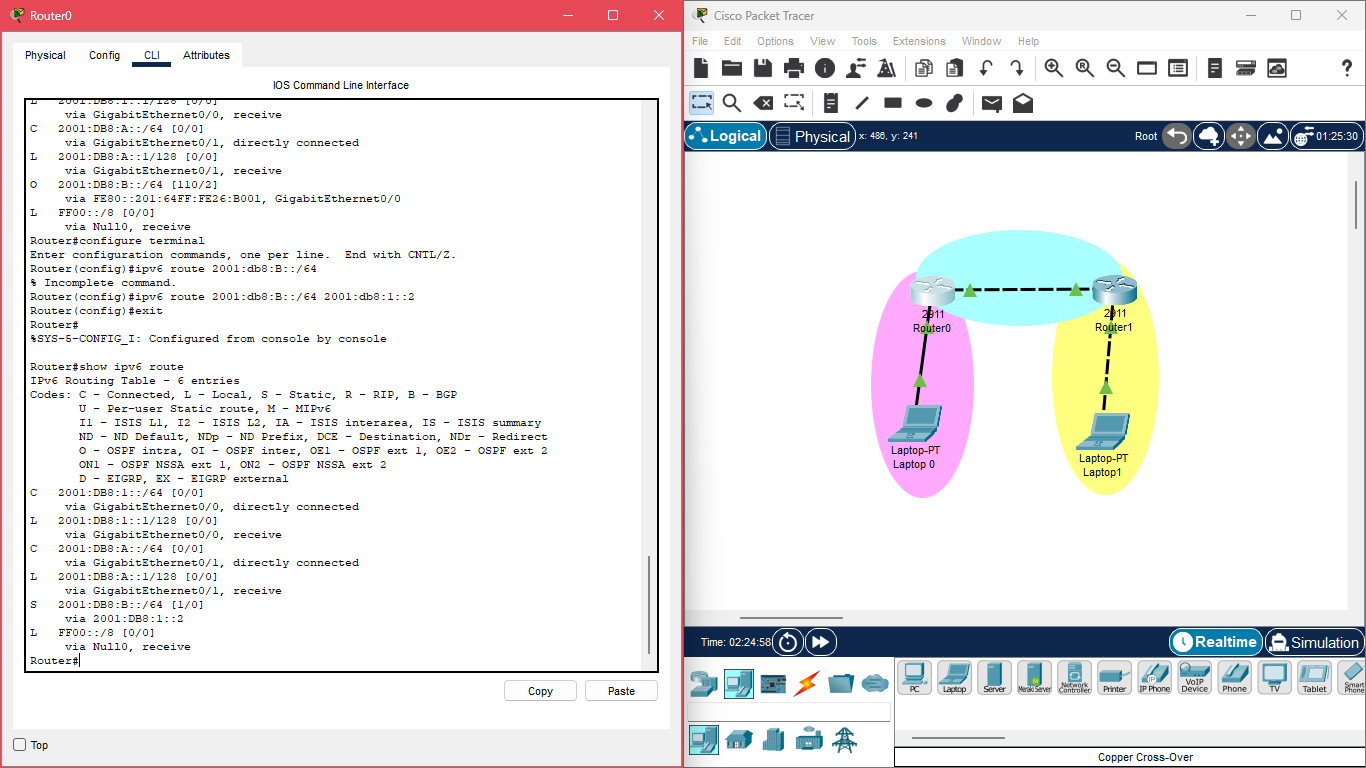 Router0
Physical
Config
CLI
Attributes
IOS Command Line Interface
L   2001:DB8:1::1/128 [0/0]
     via GigabitEthernet0/0, receive
C   2001:DB8:A::/64 [0/0]
     via GigabitEthernet0/1, directly connected
L   2001:DB8:A::1/128 [0/0]
     via GigabitEthernet0/1, receive
O   2001:DB8:B::/64 [110/2]
     via FE80::201:64FF:FE26:B001, GigabitEthernet0/0
L   FF00::/8 [0/0]
     via Null0, receive
Router#configure terminal
Enter configuration commands, one per line.  End with CNTL/Z.
Router(config)#ipv6 route 2001:db8:B::/64
% Incomplete command.
Router(config)#ipv6 route 2001:db8:B::/64 2001:db8:1::2
Router(config)#exit
Router#
%SYS-5-CONFIG_I: Configured from console by console
Router#show ipv6 route
IPv6 Routing Table - 6 entries
Codes: C - Connected, L - Local, S - Static, R - RIP, B - BGP
       U - Per-user Static route, M - MIPv6
       I1 - ISIS L1, I2 - ISIS L2, IA - ISIS interarea, IS - ISIS summary
       ND - ND Default, NDp - ND Prefix, DCE - Destination, NDr - Redirect
       O - OSPF intra, OI - OSPF inter, OE1 - OSPF ext 1, OE2 - OSPF ext 2
       ON1 - OSPF NSSA ext 1, ON2 - OSPF NSSA ext 2
       D - EIGRP, EX - EIGRP external
C   2001:DB8:1::/64 [0/0]
     via GigabitEthernet0/0, directly connected
L   2001:DB8:1::1/128 [0/0]
     via GigabitEthernet0/0, receive
C   2001:DB8:A::/64 [0/0]
     via GigabitEthernet0/1, directly connected
L   2001:DB8:A::1/128 [0/0]
     via GigabitEthernet0/1, receive
S   2001:DB8:B::/64 [1/0]
     via 2001:DB8:1::2
L   FF00::/8 [0/0]
     via Null0, receive
Router#
Copy
Paste
Top
Cisco Packet Tracer
File Edit Options View Tools Extensions Window Help
Logical
Physical
x: 486, y: 241
Root
01:25:30
2911
Router0
2911
Router1
Laptop-PT
Laptop 0
Laptop-PT
Laptop1
Time: 02:24:58
Realtime
Simulation
PC
Laptop
Server
Meraki Server
Network Controller
Printer
IP
IP Phone
VoIP Device
Phone
TV
Tablet
Smart Phone
Copper Cross-Over